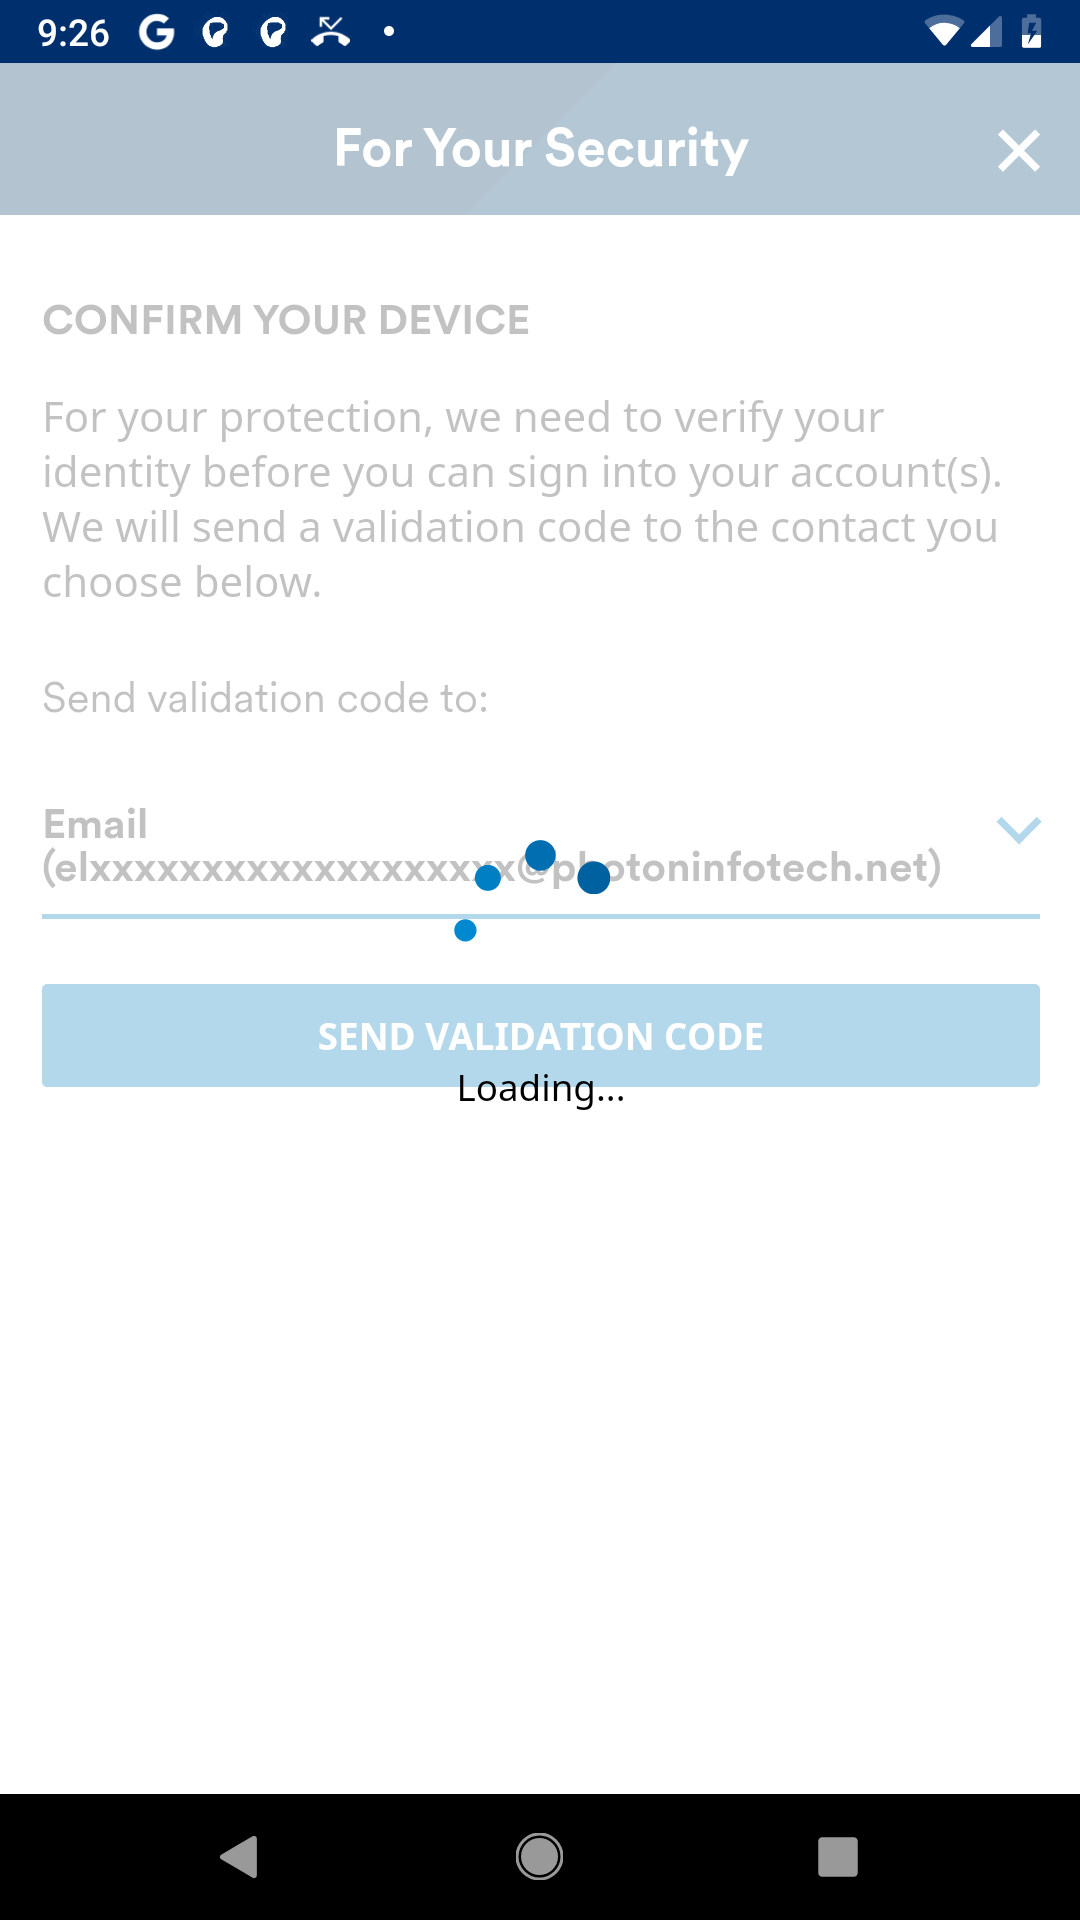 9:26
For Your Security
CONFIRM YOUR DEVICE
For your protection, we need to verify your
identity before you can sign into your account(s).
We will send a validation code to the contact you
choose below.
Send validation code to:
Email
(elxxxxxxxxxxxxxxxxxxx@photoninfotech.net)
SEND VALIDATION CODE
Loading...